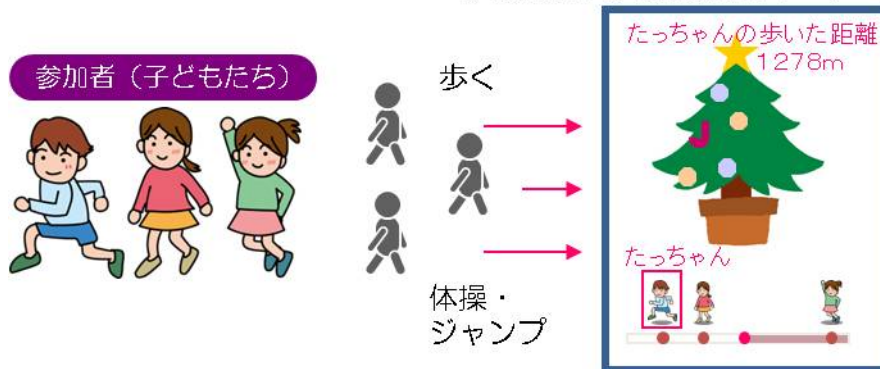 参加者（子どもたち）
歩く
体操・
ジャンプ
たっちゃんの歩いた距離
1278m
たっちゃん